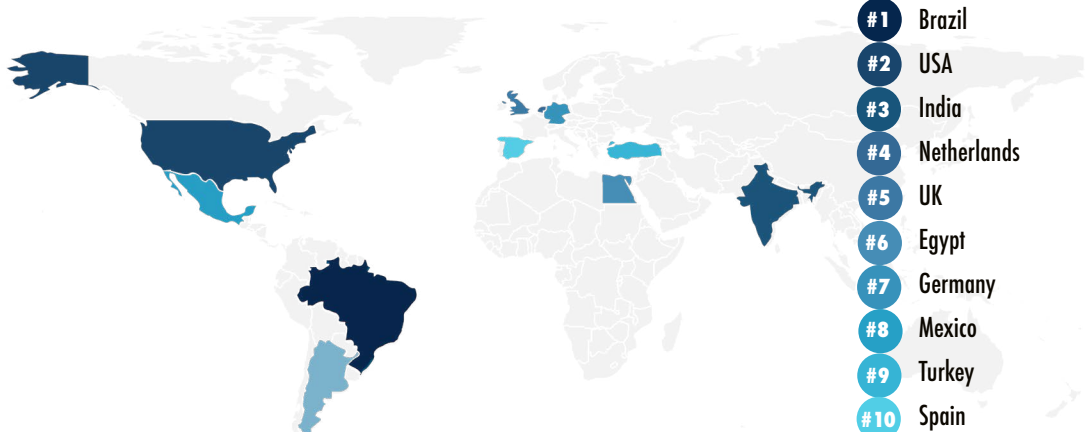 #1 Brazil
#2 USA
#3 India
#4 Netherlands
#5 UK
#6 Egypt
#7 Germany
#8 Mexico
#9 Turkey
#10 Spain